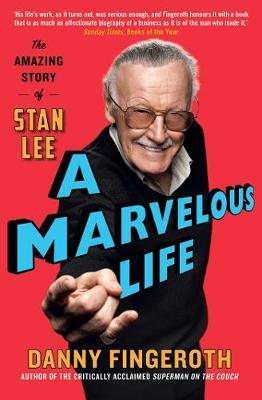 'His life's work, as it turns out, was serious enough, and Fingeroth honours it with a book
that is as much an affectionate biography of a business as it is of the man who made it.'
Sunday Times, Books of the Year
The
AMAZING
STORY
of
STAN
LEE
A
MARVELOUS
LIFE
DANNY FINGEROTH
AUTHOR OF THE CRITICALLY ACCLAIMED SUPERMAN ON THE COUCH